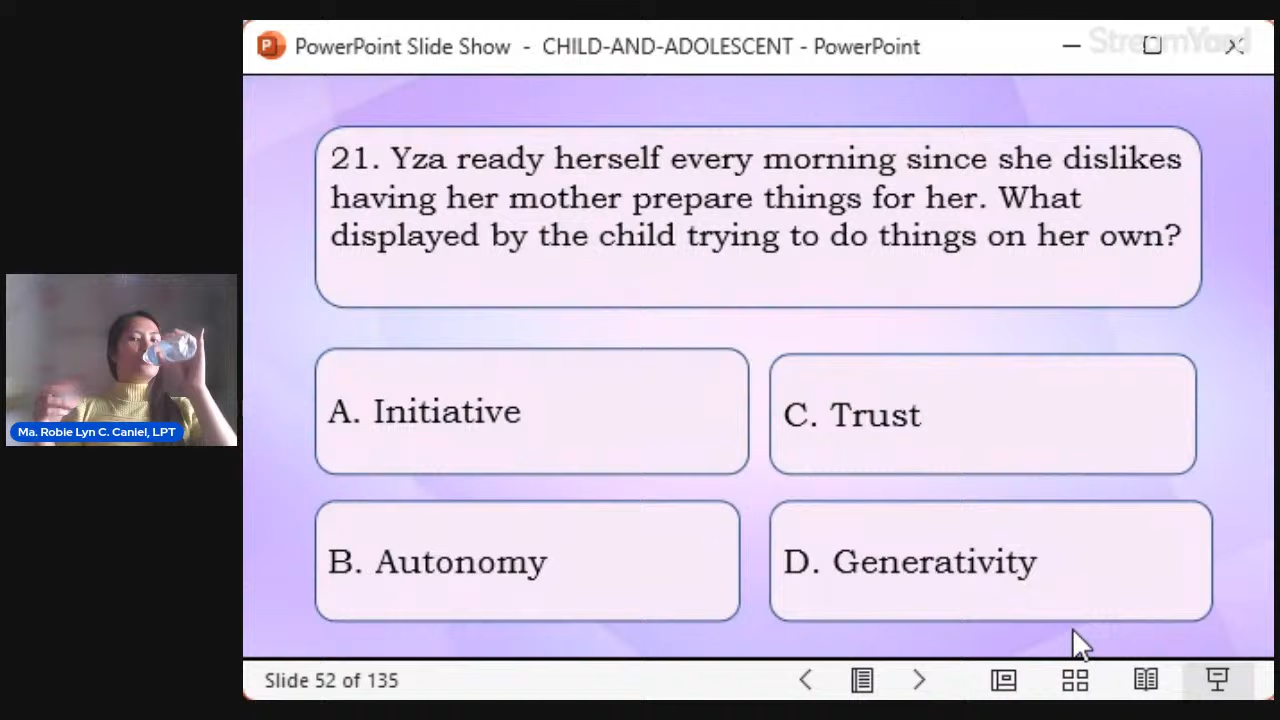 PowerPoint Slide Show - CHILD-AND-ADOLESCENT - PowerPoint
StreamYard
21. Yza ready herself every morning since she dislikes
having her mother prepare things for her. What
displayed by the child trying to do things on her own?
A. Initiative
C. Trust
B. Autonomy
D. Generativity
Ma. Robie Lyn C. Caniel, LPT
Slide 52 of 135